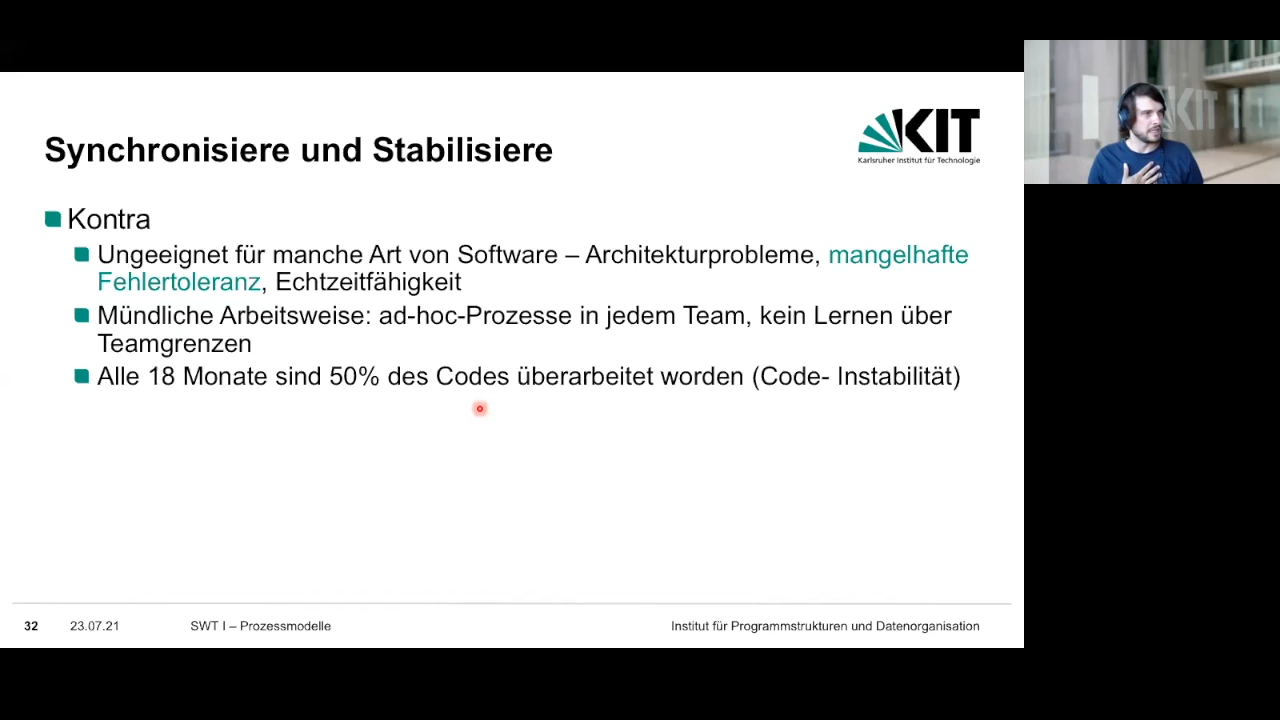 KIT
Karlsruher Institut für Technologie
Synchronisiere und Stabilisiere
Kontra
Ungeeignet für manche Art von Software – Architekturprobleme, mangelhafte
Fehlertoleranz, Echtzeitfähigkeit
Mündliche Arbeitsweise: ad-hoc-Prozesse in jedem Team, kein Lernen über
Teamgrenzen
Alle 18 Monate sind 50% des Codes überarbeitet worden (Code- Instabilität)
32 23.07.21 SWT I – Prozessmodelle Institut für Programmstrukturen und Datenorganisation
KIT